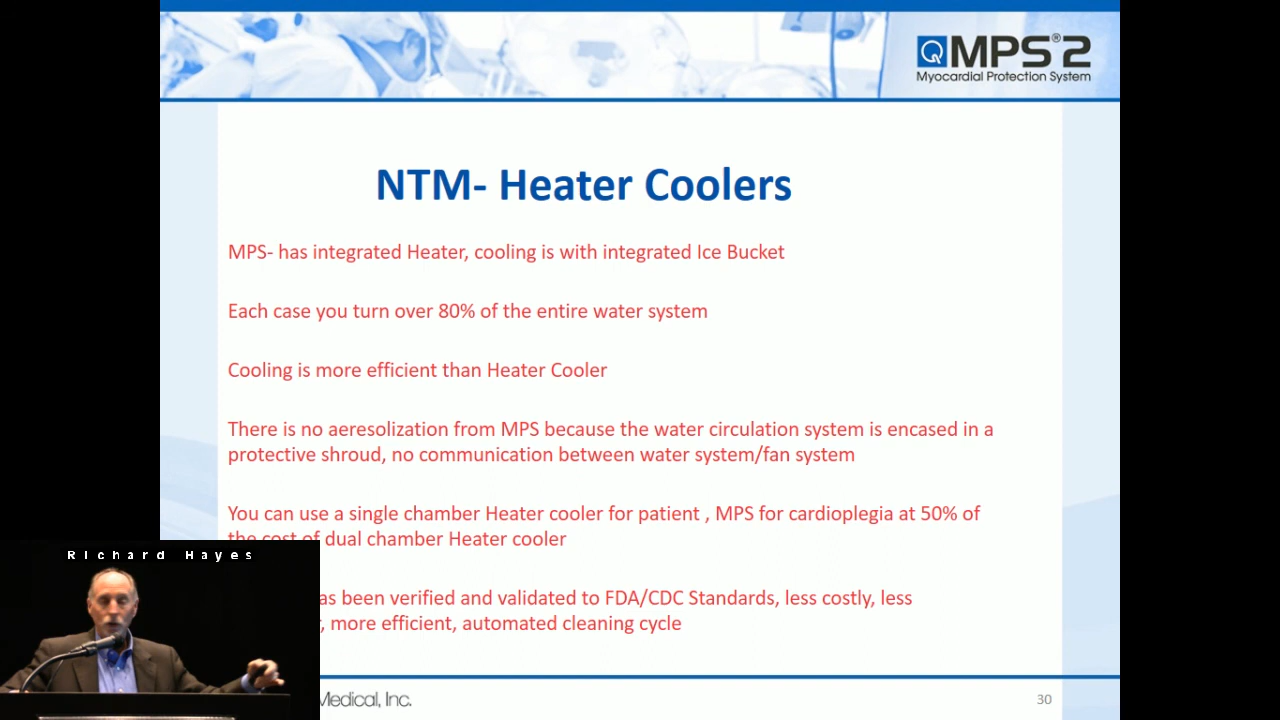 MPS®2
Myocardial Protection System
NTM- Heater Coolers
MPS- has integrated Heater, cooling is with integrated Ice Bucket
Each case you turn over 80% of the entire water system
Cooling is more efficient than Heater Cooler
There is no aeresolization from MPS because the water circulation system is encased in a
protective shroud, no communication between water system/fan system
You can use a single chamber Heater cooler for patient , MPS for cardioplegia at 50% of
the cost of dual chamber Heater cooler
been verified and validated to FDA/CDC Standards, less costly, less
more efficient, automated cleaning cycle
Richard Hayes
Medical, Inc.
30